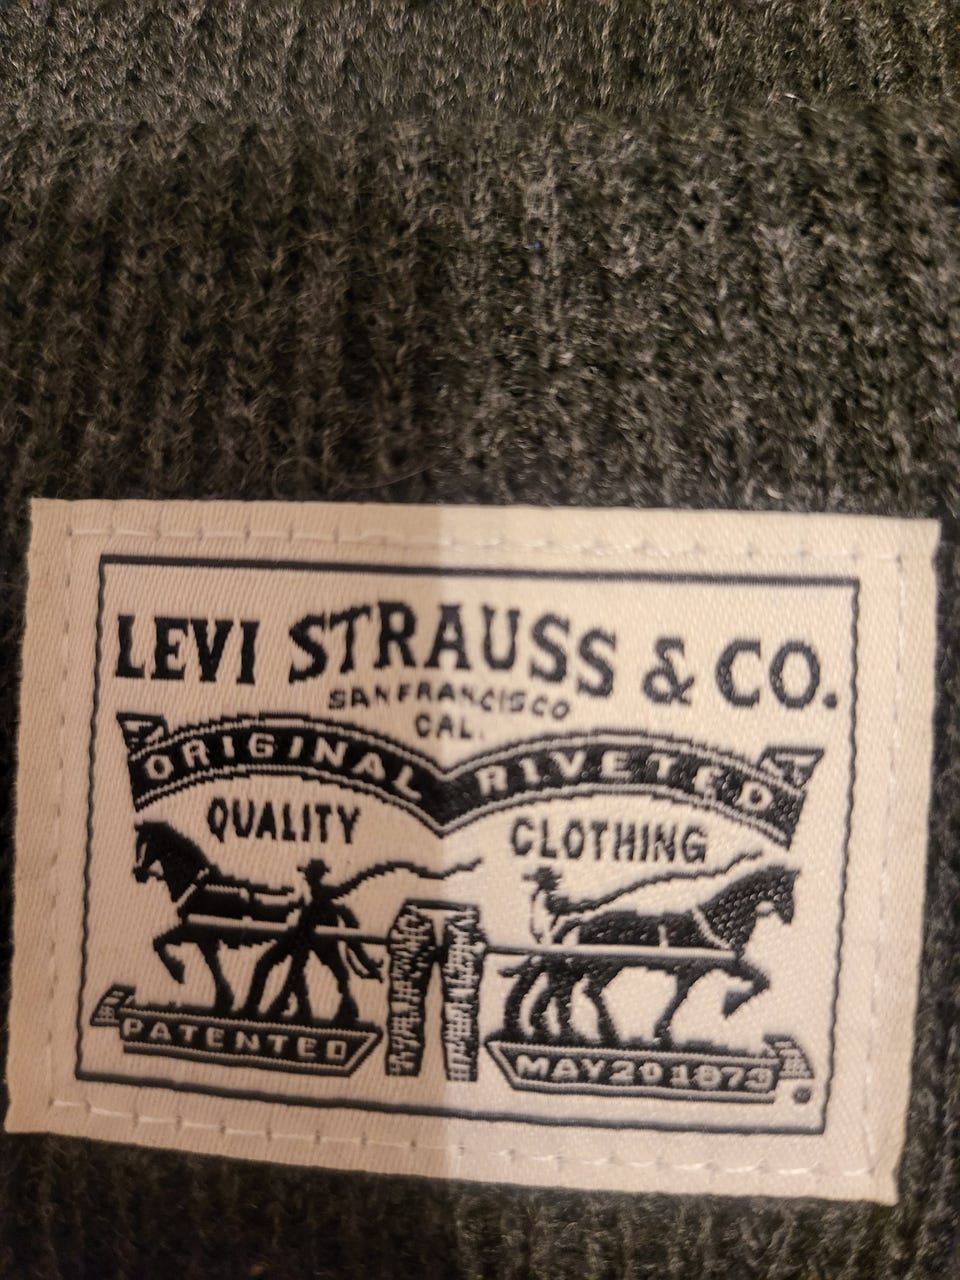 LEVI STRAUSS & CO.
SAN FRANCISCO
CAL.
ORIGINAL RIVETED
QUALITY CLOTHING
PATENTED
MAY 20 1873